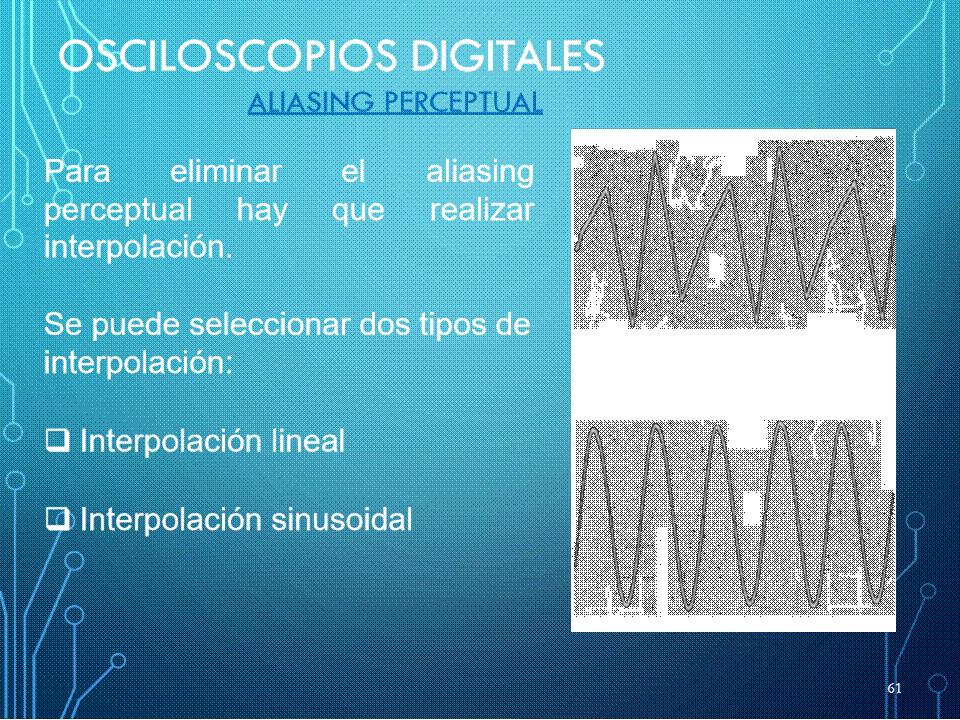 OSCILOSCOPIOS DIGITALES
ALIASING PERCEPTUAL
Para eliminar el aliasing
perceptual hay que realizar
interpolación.
Se puede seleccionar dos tipos de
interpolación:
❑ Interpolación lineal
❑ Interpolación sinusoidal
61